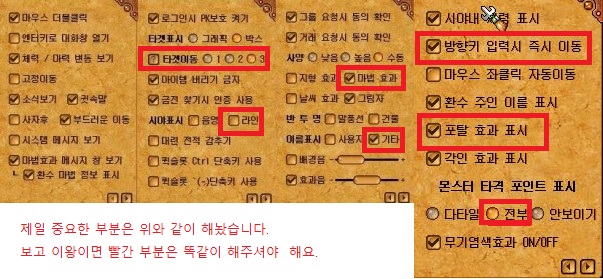 마우스 더블클릭
엔터키로 대화창 열기
체력 / 마력 변동 보기
고정이동
소식보기 귓속말
사자후 부드러운 이동
시스템 메시지 보기
마법효과 메시지 창 보기
환수 마법 정보 표시
로그인시 PK보호 켜기
타겟표시 그래픽 박스
타겟이동 1 2 3
마이템 버리기 금지
금전 찾기시 인증 사용
시야표시 음영 라인
대련 전적 감추기
퀵슬롯 Ctrl 단축키 사용
퀵슬롯 `(~)단축키 사용
그룹 요청시 동의 확인
거래 요청시 동의 확인
사양 낮음 높음 수동
지형 효과 마법 효과
날씨 효과 그림자
반 투 명 말풍선 건물
이름표시 사용자 기타
배경음
효과음
시야내 표시
방향키 입력시 즉시 이동
마우스 좌클릭 자동이동
환수 주인 이름 표시
포탈 효과 표시
각인 효과 표시
몬스터 타격 포인트 표시
다타일 전부 안보이기
무기염색효과 ON/OFF
제일 중요한 부분은 위와 같이 해놨습니다.
보고 이왕이면 빨간 부분은 똑같이 해주셔야 해요.